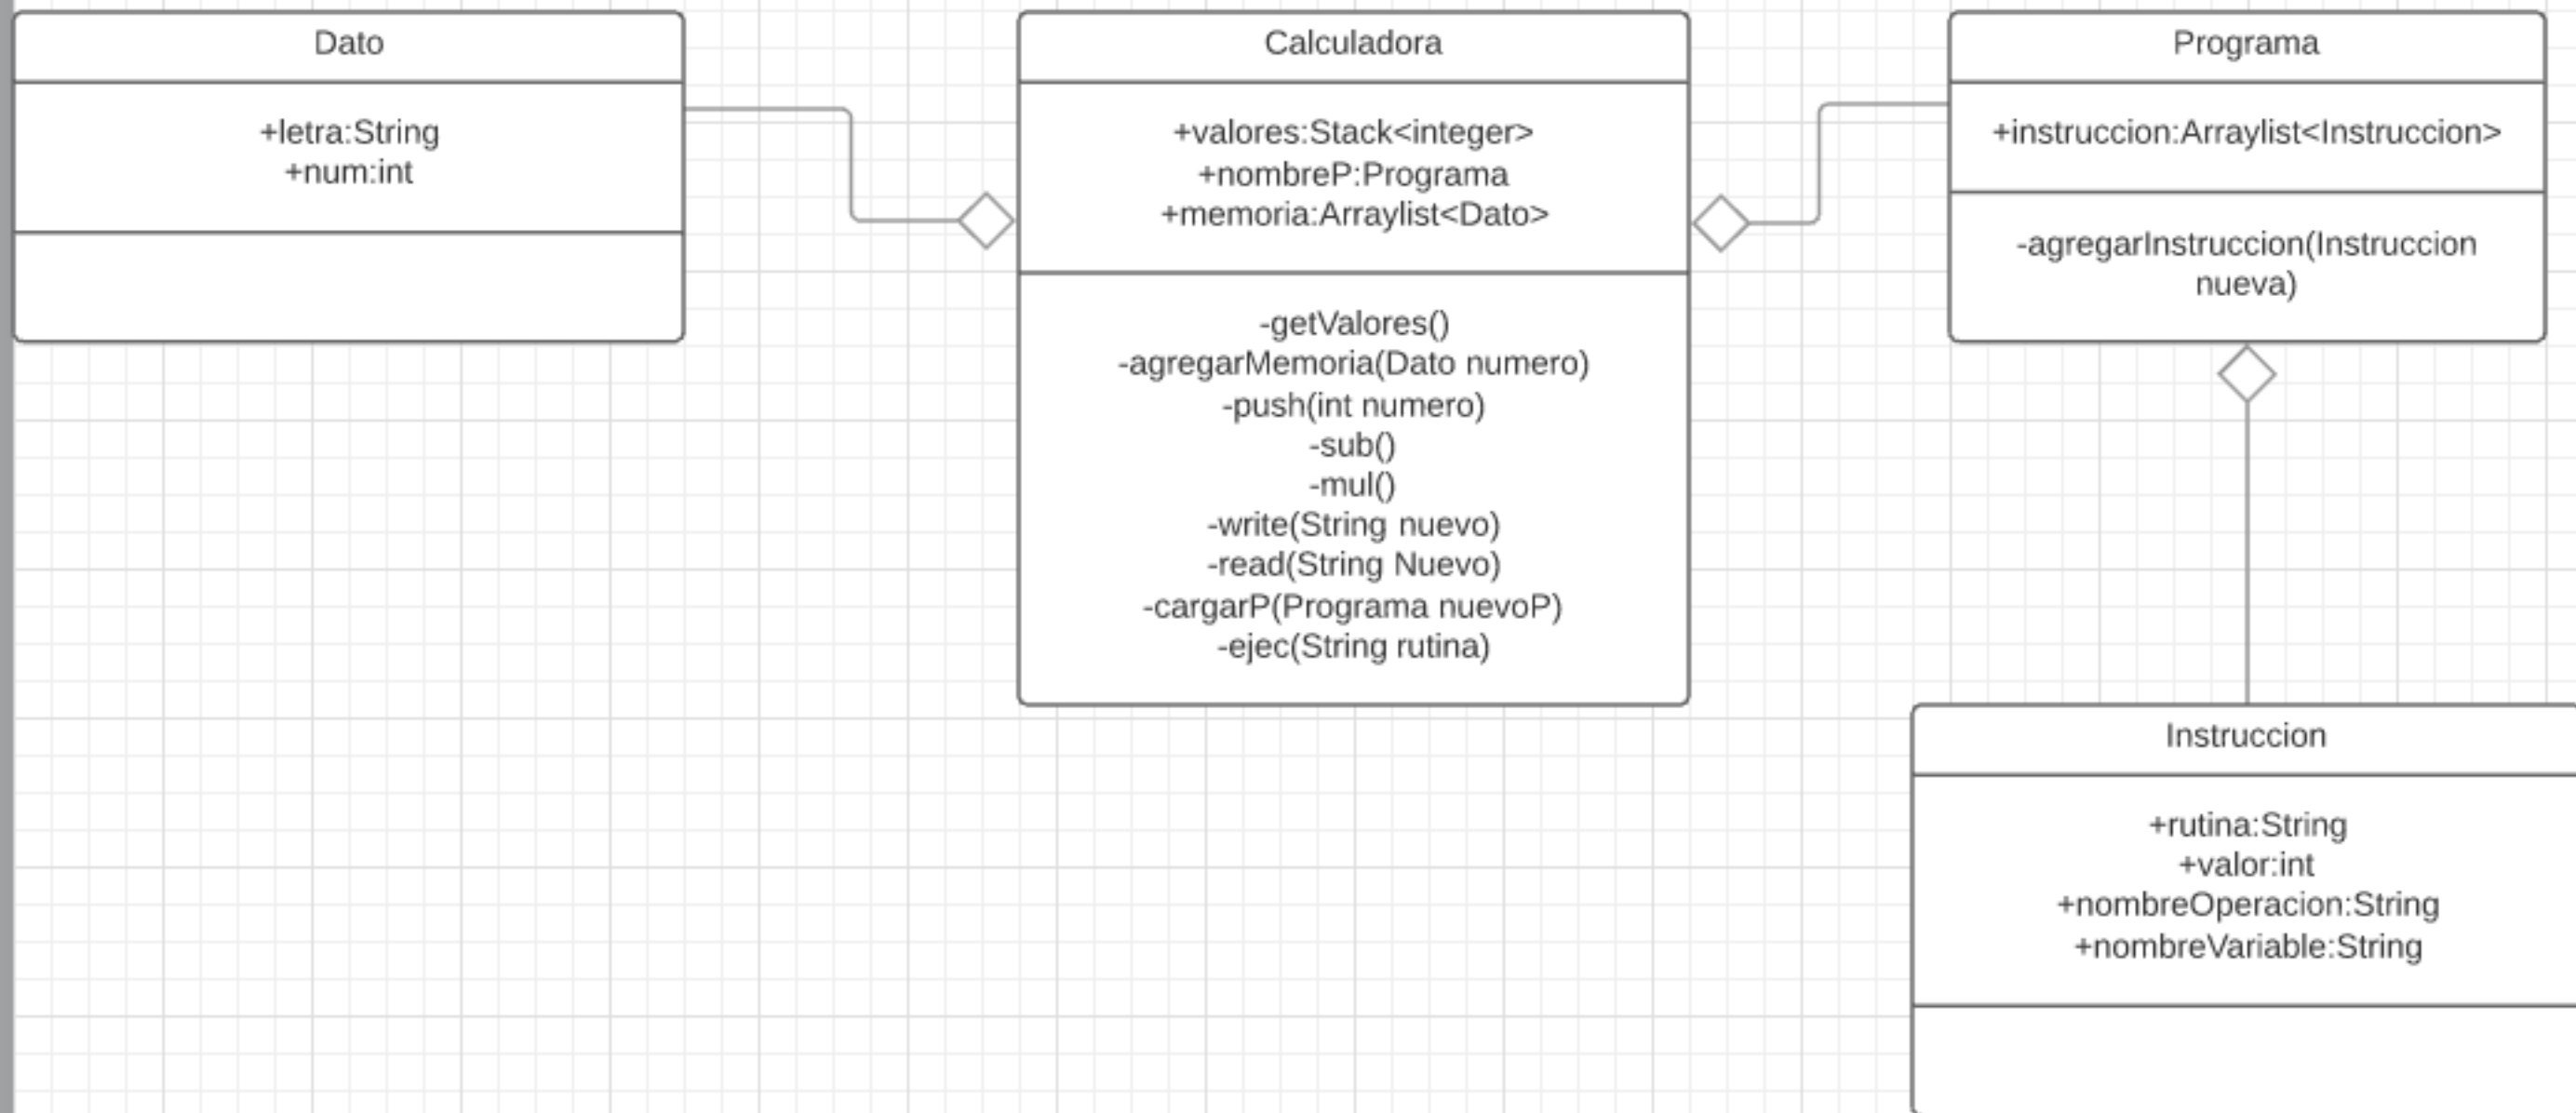 Dato
+letra:String
+num:int
Calculadora
+valores:Stack<integer>
+nombreP:Programa
+memoria:Arraylist<Dato>
-getValores()
-agregarMemoria(Dato numero)
-push(int numero)
-sub()
-mul()
-write(String nuevo)
-read(String Nuevo)
-cargarP(Programa nuevoP)
-ejec(String rutina)
Programa
+instruccion:Arraylist<Instruccion>
-agregarInstruccion(Instruccion
nueva)
Instruccion
+rutina:String
+valor:int
+nombreOperacion:String
+nombreVariable:String